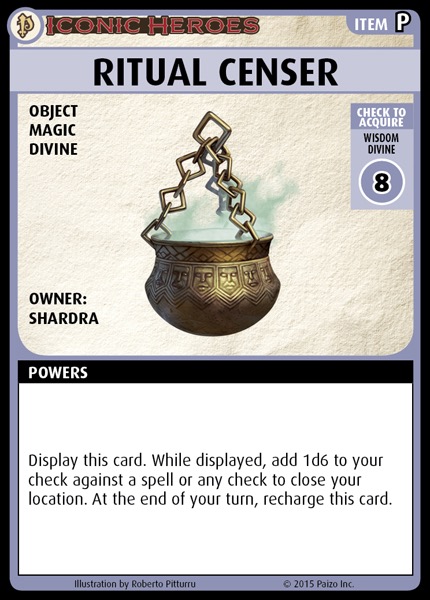 ICONIC HEROES
ITEM P
RITUAL CENSER
OBJECT
MAGIC
DIVINE
CHECK TO
ACQUIRE
WISDOM
DIVINE
8
OWNER:
SHARDRA
POWERS
Display this card. While displayed, add 1d6 to your
check against a spell or any check to close your
location. At the end of your turn, recharge this card.
Illustration by Roberto Pitturru © 2015 Paizo Inc.